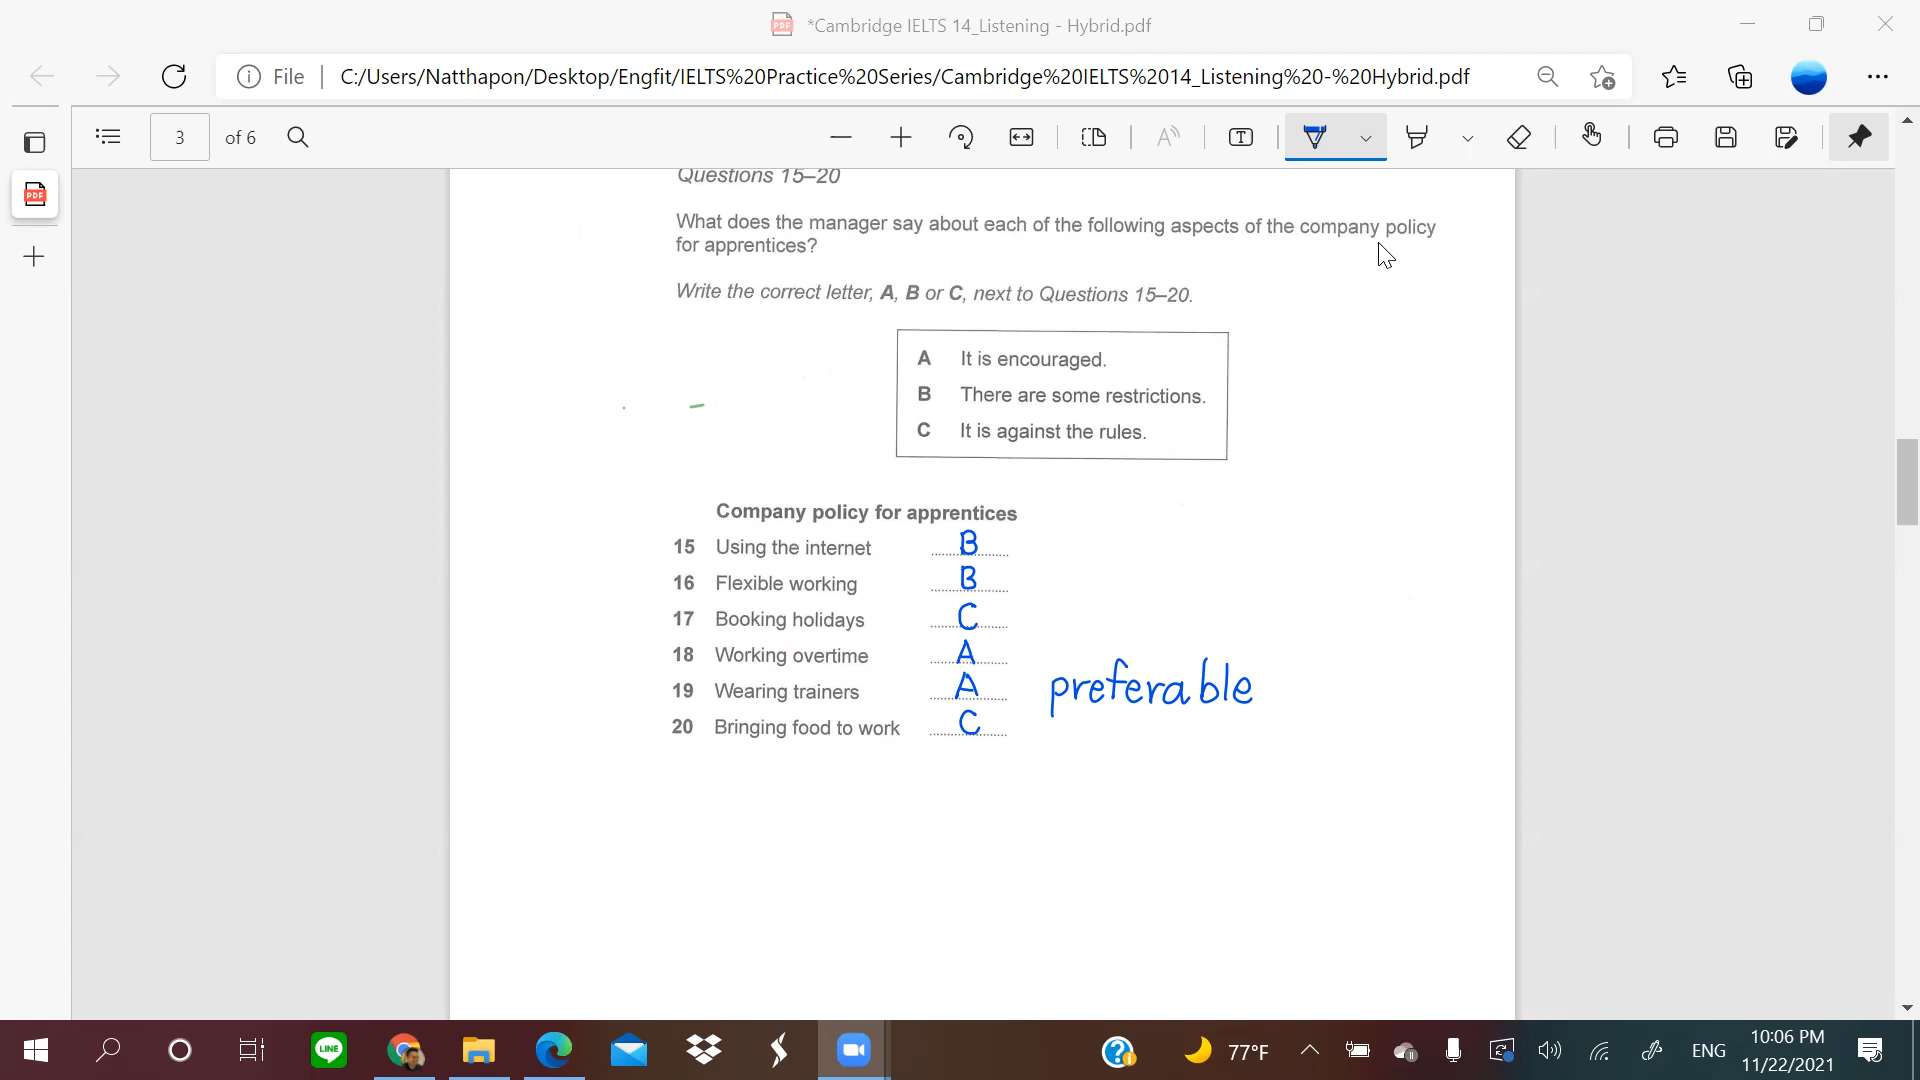 *Cambridge IELTS 14_Listening - Hybrid.pdf
File C:/Users/Natthapon/Desktop/Engfit/IELTS%20Practice%20Series/Cambridge%20IELTS%2014_Listening%20-%20Hybrid.pdf
3 of 6
Questions 15–20
What does the manager say about each of the following aspects of the company policy
for apprentices?
Write the correct letter, A, B or C, next to Questions 15–20.
A It is encouraged.
B There are some restrictions.
C It is against the rules.
Company policy for apprentices
15 Using the internet B
16 Flexible working B
17 Booking holidays C
18 Working overtime A
19 Wearing trainers A preferable
20 Bringing food to work C
LINE 77°F ENG 10:06 PM
11/22/2021